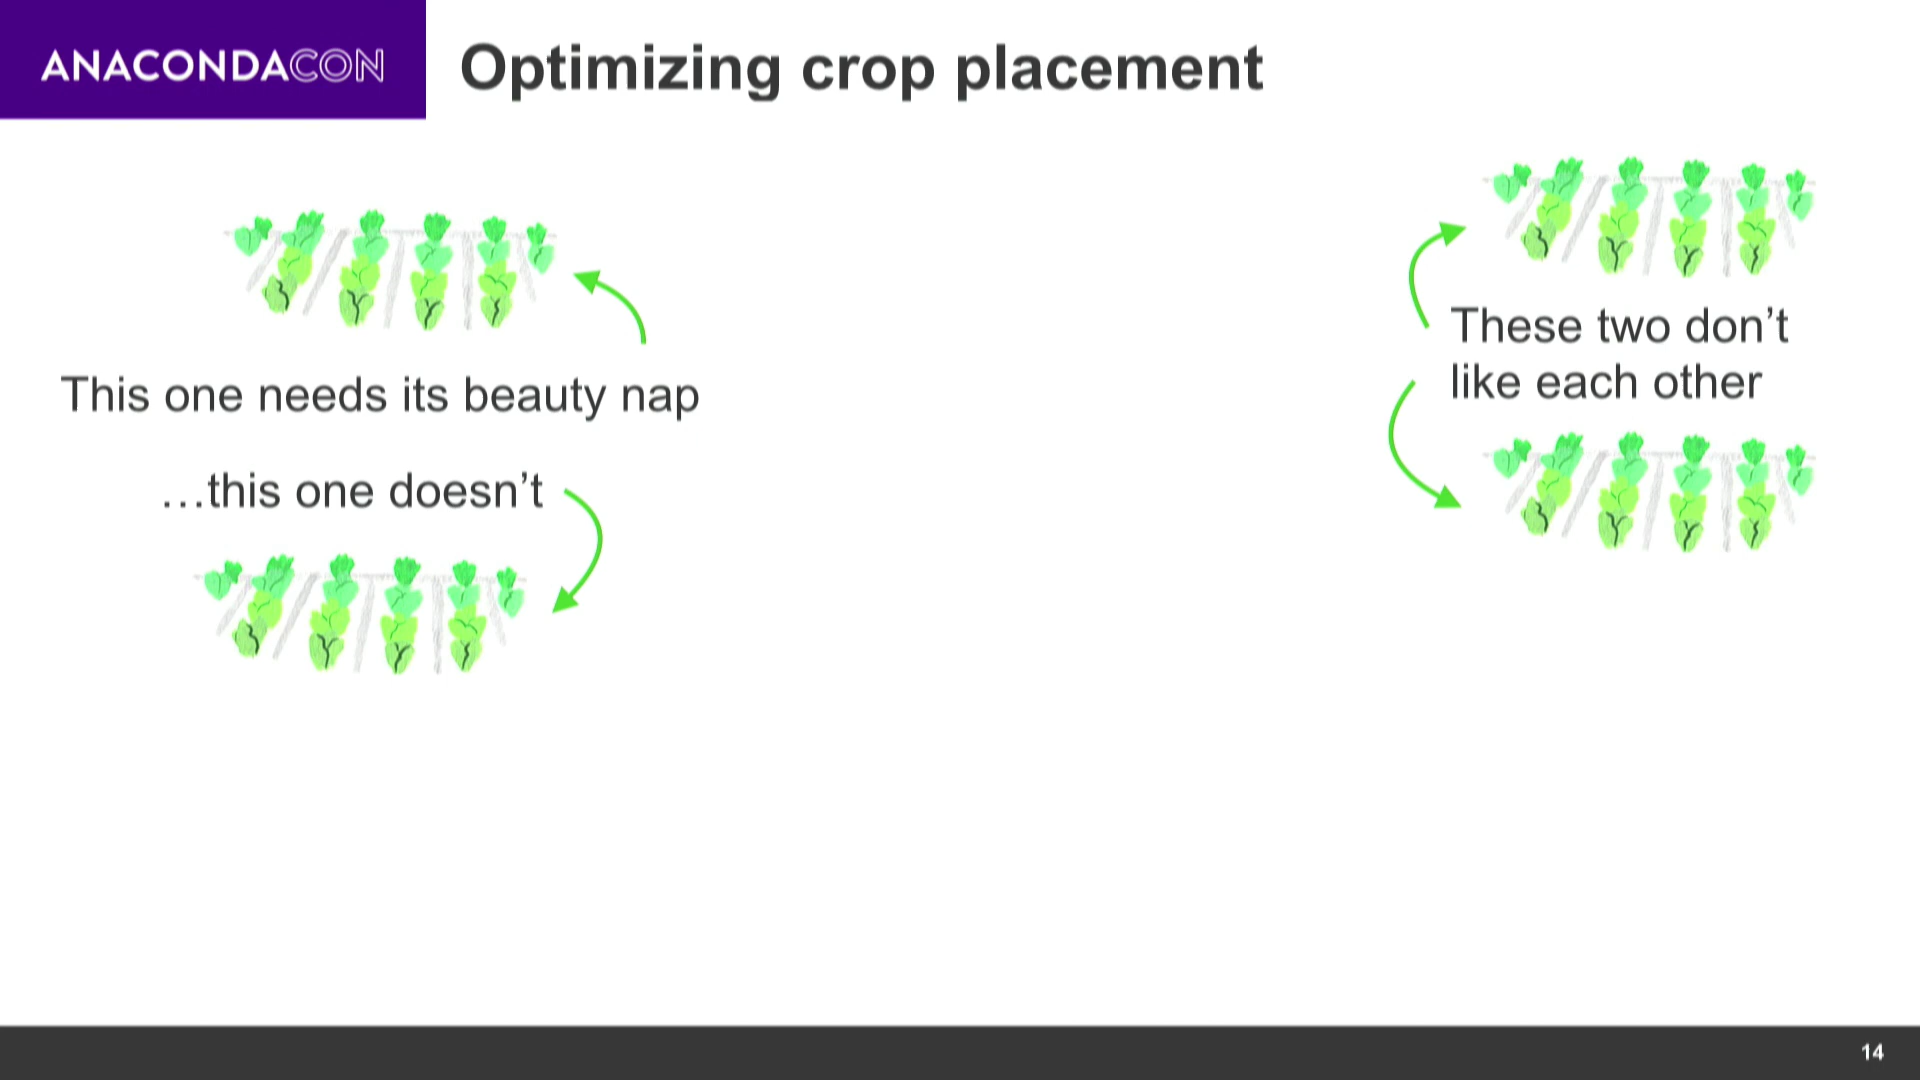 ANACONDACON
Optimizing crop placement
This one needs its beauty nap
…this one doesn’t
These two don’t
like each other
14